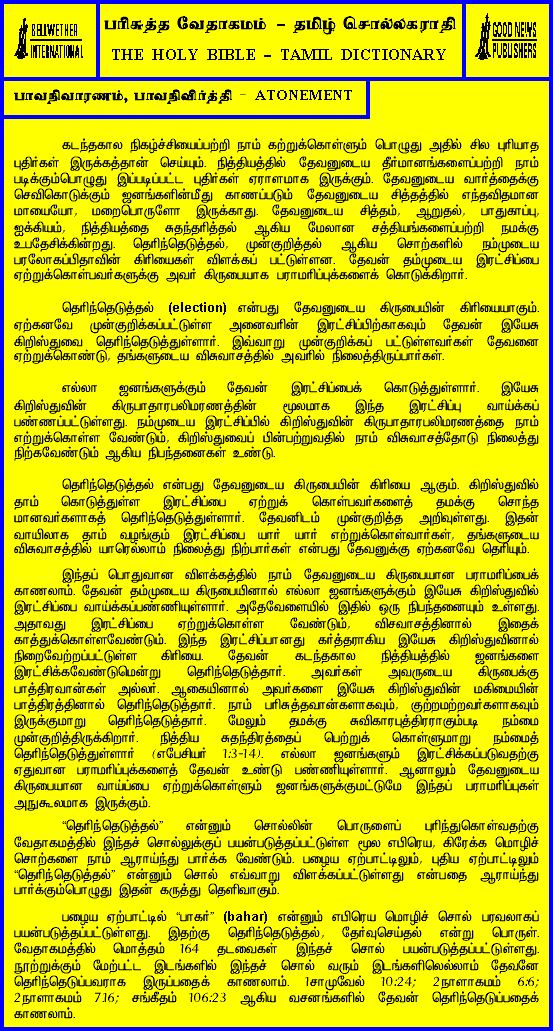 BELLWETHER
INTERNATIONAL
பரிசுத்த வேதாகமம் – தமிழ் சொல்லகராதி
THE HOLY BIBLE – TAMIL DICTIONARY
GOOD NEWS
PUBLISHERS
பாவநிவாரணம், பாவநிவிர்த்தி – ATONEMENT
கடந்தகால நிகழ்ச்சியைப்பற்றி நாம் கற்றுக்கொள்ளும் பொழுது அதில் சில புரியாத
புதிர்கள் இருக்கத்தான் செய்யும். நித்தியத்தில் தேவனுடைய தீர்மானங்களைப்பற்றி நாம்
படிக்கும்பொழுது இப்படிப்பட்ட புதிர்கள் ஏராளமாக இருக்கும். தேவனுடைய வார்த்தைக்கு
செவிகொடுக்கும் ஜனங்களின்மீது காணப்படும் தேவனுடைய சித்தத்தில் எந்தவிதமான
மாயையோ, மறைபொருளோ இருக்காது. தேவனுடைய சித்தம், ஆறுதல், பாதுகாப்பு,
ஐக்கியம், நித்தியத்தை சுதந்தரித்தல் ஆகிய மேலான சத்தியங்களைப்பற்றி நமக்கு
உபதேசிக்கின்றது. தெரிந்தெடுத்தல், முன்குறித்தல் ஆகிய சொற்களில் நம்முடைய
பரலோகப்பிதாவின் கிரியைகள் விளக்கப் பட்டுள்ளன. தேவன் தம்முடைய இரட்சிப்பை
ஏற்றுக்கொள்பவர்களுக்கு அவர் கிருபையாக பராமரிப்புக்களைக் கொடுக்கிறார்.
தெரிந்தெடுத்தல் (election) என்பது தேவனுடைய கிருபையின் கிரியையாகும்.
ஏற்கனவே முன்குறிக்கப்பட்டுள்ள அனைவரின் இரட்சிப்பிற்காகவும் தேவன் இயேசு
கிறிஸ்துவை தெரிந்தெடுத்துள்ளார். இவ்வாறு முன்குறிக்கப் பட்டுள்ளவர்கள் தேவனை
ஏற்றுக்கொண்டு, தங்களுடைய விசுவாசத்தில் அவரில் நிலைத்திருப்பார்கள்.
எல்லா ஜனங்களுக்கும் தேவன் இரட்சிப்பைக் கொடுத்துள்ளார். இயேசு
கிறிஸ்துவின் கிருபாதாரபலிமரணத்தின் மூலமாக இந்த இரட்சிப்பு வாய்க்கப்
பண்ணப்பட்டுள்ளது. நம்முடைய இரட்சிப்பில் கிறிஸ்துவின் கிருபாதாரபலிமரணத்தை நாம்
எற்றுக்கொள்ள வேண்டும், கிறிஸ்துவைப் பின்பற்றுவதில் நாம் விசுவாசத்தோடு நிலைத்து
நிற்கவேண்டும் ஆகிய நிபந்தனைகள் உண்டு.
தெரிந்தெடுத்தல் என்பது தேவனுடைய கிருபையின் கிரியை ஆகும். கிறிஸ்துவில்
தாம் கொடுத்துள்ள இரட்சிப்பை ஏற்றுக் கொள்பவர்களைத் தமக்கு சொந்த
மானவர்களாகத் தெரிந்தெடுத்துள்ளார். தேவனிடம் முன்குறித்த அறிவுள்ளது. இதன்
வாயிலாக தாம் வழங்கும் இரட்சிப்பை யார் யார் எற்றுக்கொள்வார்கள், தங்களுடைய
விசுவாசத்தில் யாரெல்லாம் நிலைத்து நிற்பார்கள் என்பது தேவனுக்கு ஏற்கனவே தெரியும்.
இந்தப் பொதுவான விளக்கத்தில் நாம் தேவனுடைய கிருபையான பராமரிப்பைக்
காணலாம். தேவன் தம்முடைய கிருபையினால் எல்லா ஜனங்களுக்கும் இயேசு கிறிஸ்துவில்
இரட்சிப்பை வாய்க்கப்பண்ணியுள்ளார். அதேவேளையில் இதில் ஒரு நிபந்தனையும் உள்ளது.
அதாவது இரட்சிப்பை ஏற்றுக்கொள்ள வேண்டும், விசவாசத்தினால் இதைக்
காத்துக்கொள்ளவேண்டும். இந்த இரட்சிப்பானது கர்த்தராகிய இயேசு கிறிஸ்துவினால்
நிறைவேற்றப்பட்டுள்ள கிரியை. தேவன் கடந்தகால நித்தியத்தில் ஜனங்களை
இரட்சிக்கவேண்டுமென்று தெரிந்தெடுத்தார். அவர்கள் அவருடைய கிருபைக்கு
பாத்திரவான்கள் அல்லர். ஆகையினால் அவர்களை இயேசு கிறிஸ்துவின் மகிமையின்
பாத்திரத்தினால் தெரிந்தெடுத்தார். நாம் பரிசுத்தவான்களாகவும், குற்றமற்றவர்களாகவும்
இருக்குமாறு தெரிந்தெடுத்தார். மேலும் தமக்கு சுவிகாரபுத்திரராகும்படி நம்மை
முன்குறித்திருக்கிறார். நித்திய சுதந்திரத்தைப் பெற்றுக் கொள்ளுமாறு நம்மைத்
தெரிந்தெடுத்துள்ளார் (எபேசியர் 1:3-14). எல்லா ஜனங்களும் இரட்சிக்கப்படுவதற்கு
ஏதுவான பராமரிப்புக்களைத் தேவன் உண்டு பண்ணியுள்ளார். ஆனாலும் தேவனுடைய
கிருபையான வாய்ப்பை ஏற்றுக்கொள்ளும் ஜனங்களுக்குமட்டுமே இந்தப் பராமரிப்புகள்
அநுகூலமாக இருக்கும்.
"தெரிந்தெடுத்தல்" என்னும் சொல்லின் பொருளைப் புரிந்துகொள்வதற்கு
வேதாகமத்தில் இந்தச் சொல்லுக்குப் பயன்படுத்தப்பட்டுள்ள மூல எபிரெய, கிரேக்க மொழிச்
சொற்களை நாம் ஆராய்ந்து பார்க்க வேண்டும். பழைய ஏற்பாட்டிலும், புதிய ஏற்பாட்டிலும்
"தெரிந்தெடுத்தல்" என்னும் சொல் எவ்வாறு விளக்கப்பட்டுள்ளது என்பதை ஆராய்ந்து
பார்க்கும்பொழுது இதன் கருத்து தெளிவாகும்.
பழைய ஏற்பாட்டில் "பாகர்" (bahar) என்னும் எபிரெய மொழிச் சொல் பரவலாகப்
பயன்படுத்தப்பட்டுள்ளது. இதற்கு தெரிந்தெடுத்தல், தேர்வுசெய்தல் என்று பொருள்.
வேதாகமத்தில் மொத்தம் 164 தடவைகள் இந்தச் சொல் பயன்படுத்தப்பட்டுள்ளது.
நூற்றுக்கும் மேற்பட்ட இடங்களில் இந்தச் சொல் வரும் இடங்களிலெல்லாம் தேவனே
தெரிந்தெடுப்பவராக இருப்பதைக் காணலாம். 1சாமுவேல் 10:24; 2நாளாகமம் 6:6;
2நாளாகமம் 7:16; சங்கீதம் 106:23 ஆகிய வசனங்களில் தேவன் தெரிந்தெடுப்பதைக்
காணலாம்.